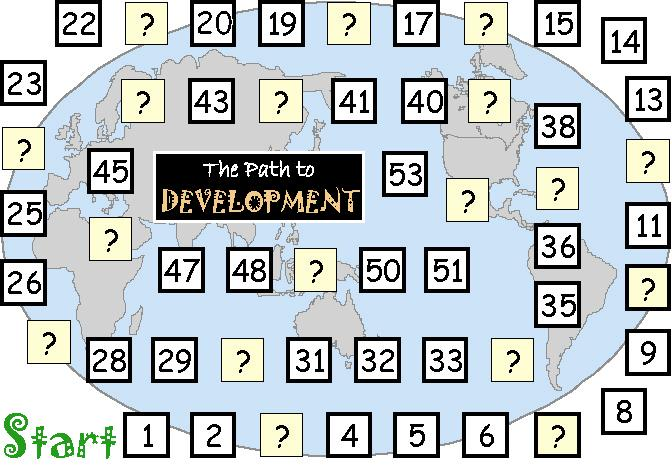 22 ? 20 19 ? 17 ? 15 14
23 ? 43 ? 41 40 ? 38 13
? 45 The Path to 53 ? ? ?
DEVELOPMENT
25 ? 36 11
26 47 48 ? 50 51 35 ?
? 28 29 ? 31 32 33 ? 9
Start 1 2 ? 4 5 6 ? 8